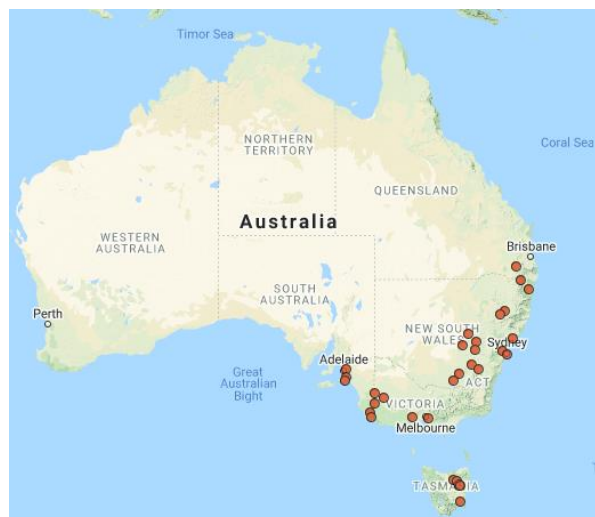 Timor Sea
NORTHERN
TERRITORY
Coral Sea
QUEENSLAND
Australia
WESTERN
AUSTRALIA
Brisbane
SOUTH
AUSTRALIA
Perth
NEW SOUTH
WALES
Sydney
Adelaide
Great
Australian
Bight
ACT
VICTORIA
Melbourne
TASMANIA